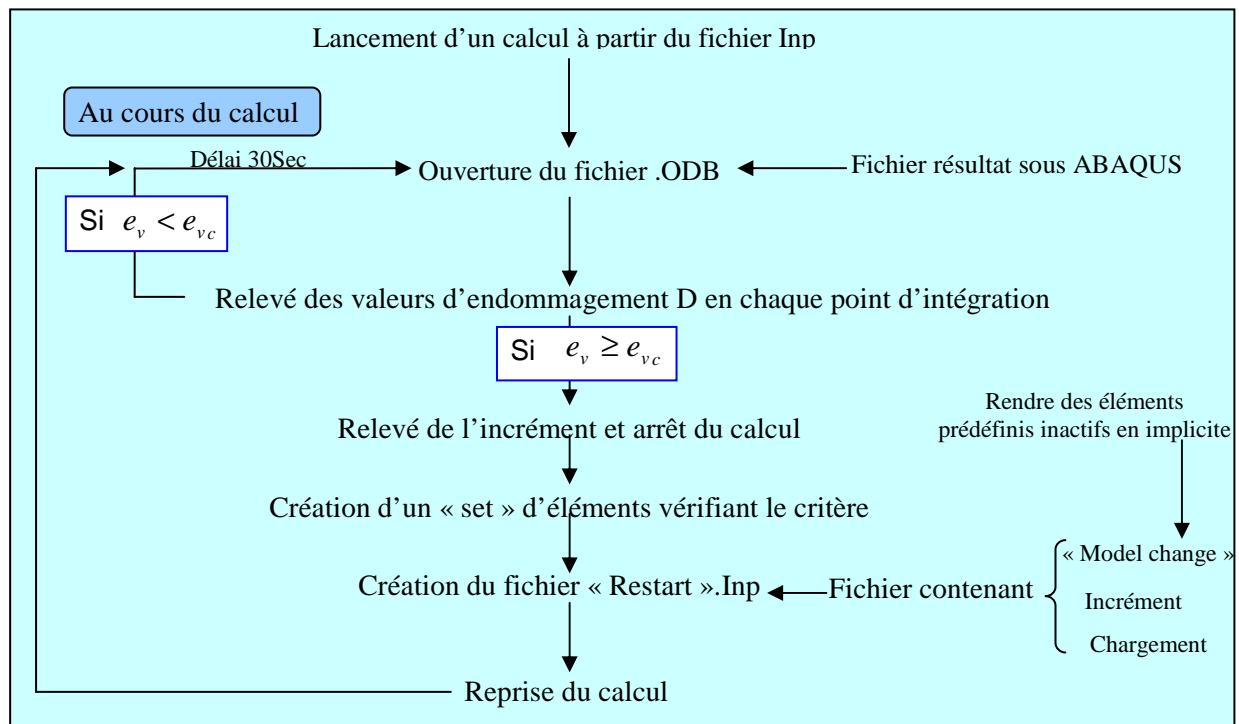 Lancement d’un calcul à partir du fichier Inp
Au cours du calcul
Délai 30Sec
Ouverture du fichier .ODB
Fichier résultat sous ABAQUS
Si e_v < e_vc
Relevé des valeurs d’endommagement D en chaque point d’intégration
Si e_v ≥ e_vc
Relevé de l’incrément et arrêt du calcul
Rendre des éléments
prédéfinis inactifs en implicite
Création d’un « set » d’éléments vérifiant le critère
Création du fichier « Restart ».Inp
Fichier contenant
« Model change »
Incrément
Chargement
Reprise du calcul